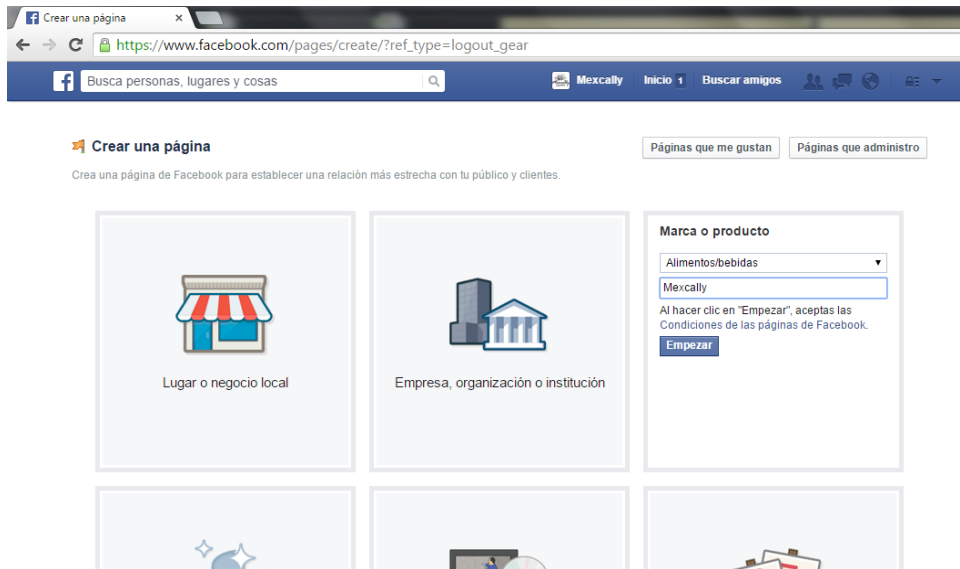 Crear una página
https://www.facebook.com/pages/create/?ref_type=logout_gear
Busca personas, lugares y cosas
Mexcally Inicio 1 Buscar amigos
Crear una página
Páginas que me gustan Páginas que administro
Crea una página de Facebook para establecer una relación más estrecha con tu público y clientes.
Lugar o negocio local
Empresa, organización o institución
Marca o producto
Alimentos/bebidas
Mexcally
Al hacer clic en "Empezar", aceptas las
Condiciones de las páginas de Facebook.
Empezar